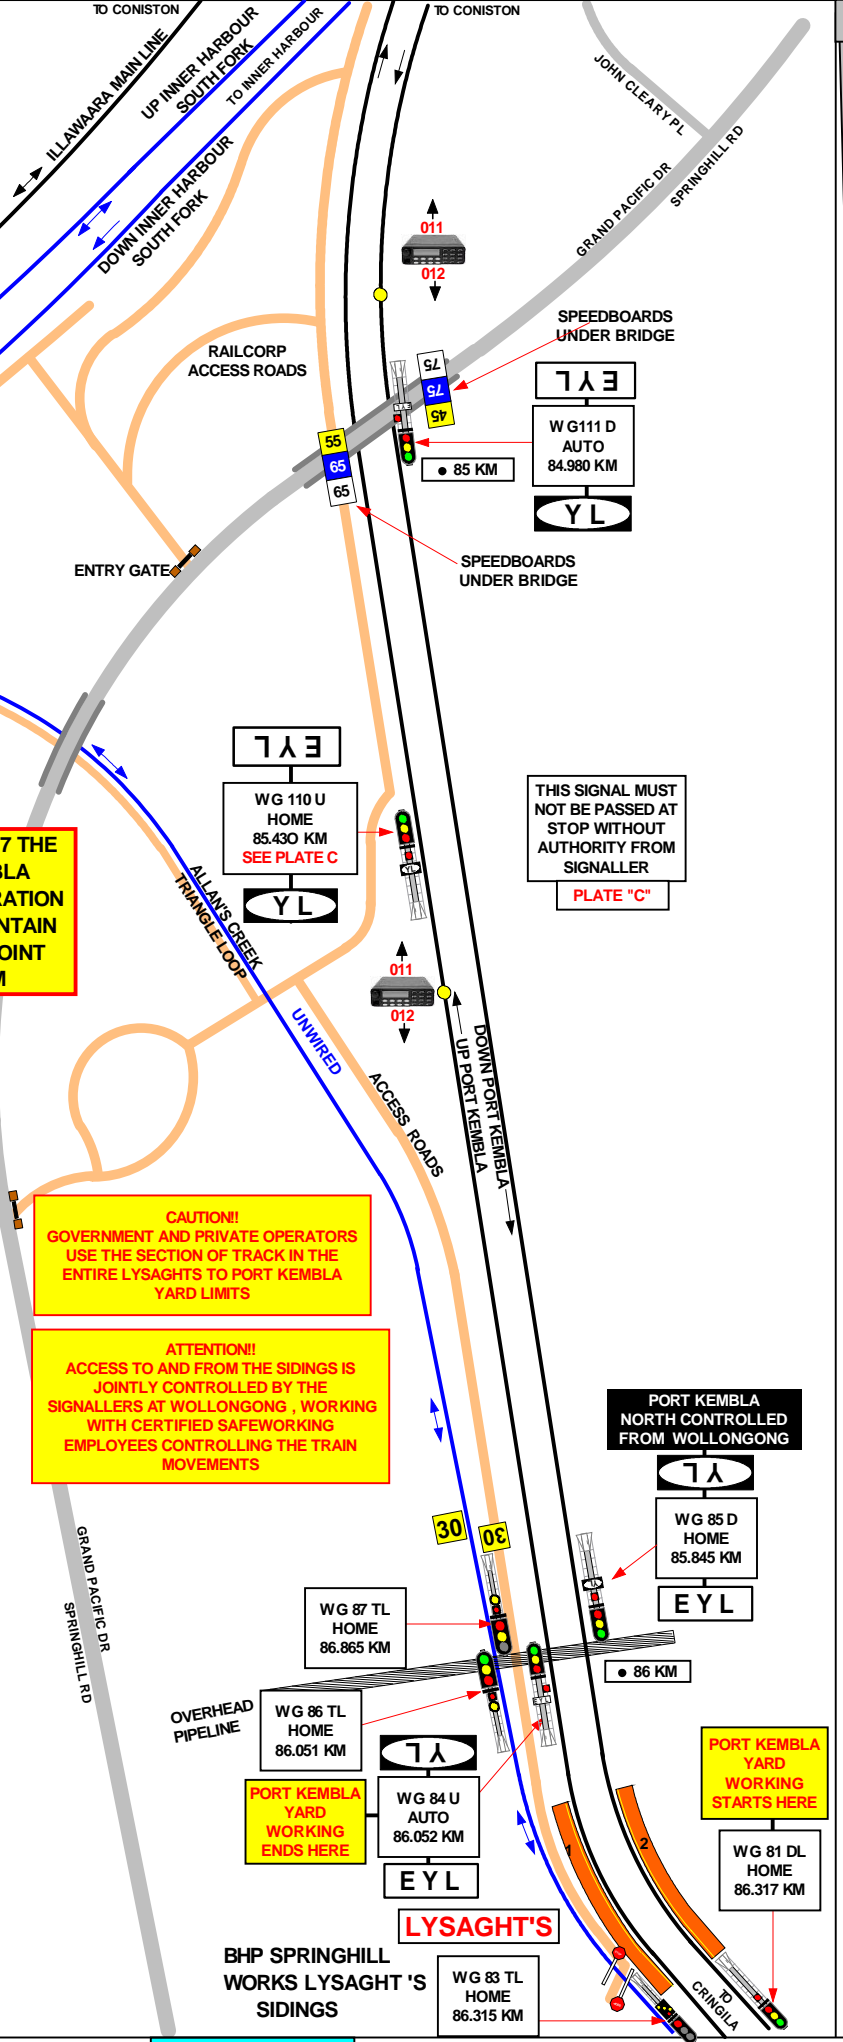 TO CONISTON
TO CONISTON
ILLAWAARA MAIN LINE
UP INNER HARBOUR
SOUTH FORK
TO INNER HARBOUR
DOWN INNER HARBOUR
SOUTH FORK
JOHN CLEARY PL
GRAND PACIFIC DR
SPRINGHILL RD
011
012
SPEEDBOARDS
UNDER BRIDGE
RAILCORP
ACCESS ROADS
75
75
45
EYL
W G111 D
AUTO
84.980 KM
Y L
55
65
65
● 85 KM
SPEEDBOARDS
UNDER BRIDGE
ENTRY GATE
EYL
WG 110 U
HOME
85.43O KM
SEE PLATE C
Y L
YL
THIS SIGNAL MUST
NOT BE PASSED AT
STOP WITHOUT
AUTHORITY FROM
SIGNALLER
PLATE "C"
7 THE
BLA
RATION
NTAIN
OINT
M
ALLAN'S CREEK
TRIANGLE LOOP
011
012
UNWIRED
DOWN PORT KEMBLA
UP PORT KEMBLA
ACCESS ROADS
CAUTION!!
GOVERNMENT AND PRIVATE OPERATORS
USE THE SECTION OF TRACK IN THE
ENTIRE LYSAGHTS TO PORT KEMBLA
YARD LIMITS
ATTENTION!!
ACCESS TO AND FROM THE SIDINGS IS
JOINTLY CONTROLLED BY THE
SIGNALLERS AT WOLLONGONG , WORKING
WITH CERTIFIED SAFEWORKING
EMPLOYEES CONTROLLING THE TRAIN
MOVEMENTS
PORT KEMBLA
NORTH CONTROLLED
FROM WOLLONGONG
YL
WG 85 D
HOME
85.845 KM
E Y L
30
30
GRAND PACIFIC DR
SPRINGHILL RD
WG 87 TL
HOME
86.865 KM
● 86 KM
OVERHEAD
PIPELINE
WG 86 TL
HOME
86.051 KM
YL
PORT KEMBLA
YARD
WORKING
ENDS HERE
WG 84 U
AUTO
86.052 KM
E Y L
PORT KEMBLA
YARD
WORKING
STARTS HERE
1
2
WG 81 DL
HOME
86.317 KM
LYSAGHT'S
BHP SPRINGHILL
WORKS LYSAGHT 'S
SIDINGS
WG 83 TL
HOME
86.315 KM
TO
CRINGILA